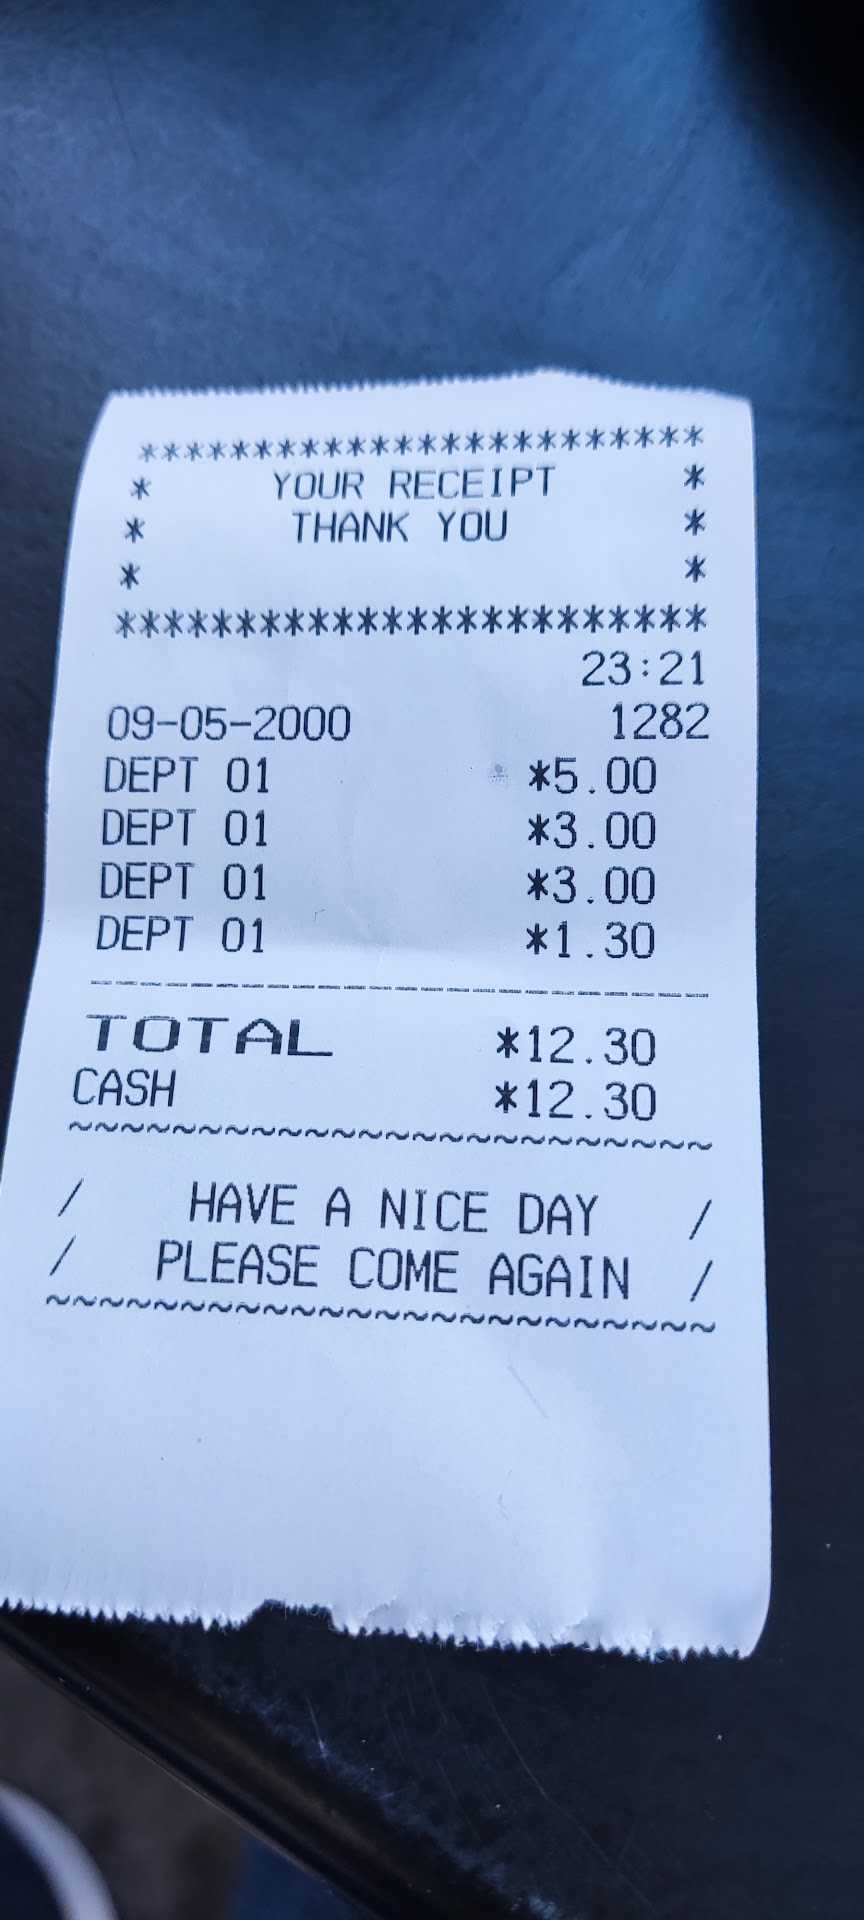 ************************
* YOUR RECEIPT *
* THANK YOU *
* *
************************
23:21
09-05-2000 1282
DEPT 01 *5.00
DEPT 01 *3.00
DEPT 01 *3.00
DEPT 01 *1.30
------------------------
TOTAL *12.30
CASH *12.30
~~~~~~~~~~~~~~~~~~~~~~~~~
/ HAVE A NICE DAY /
/ PLEASE COME AGAIN /
~~~~~~~~~~~~~~~~~~~~~~~~~